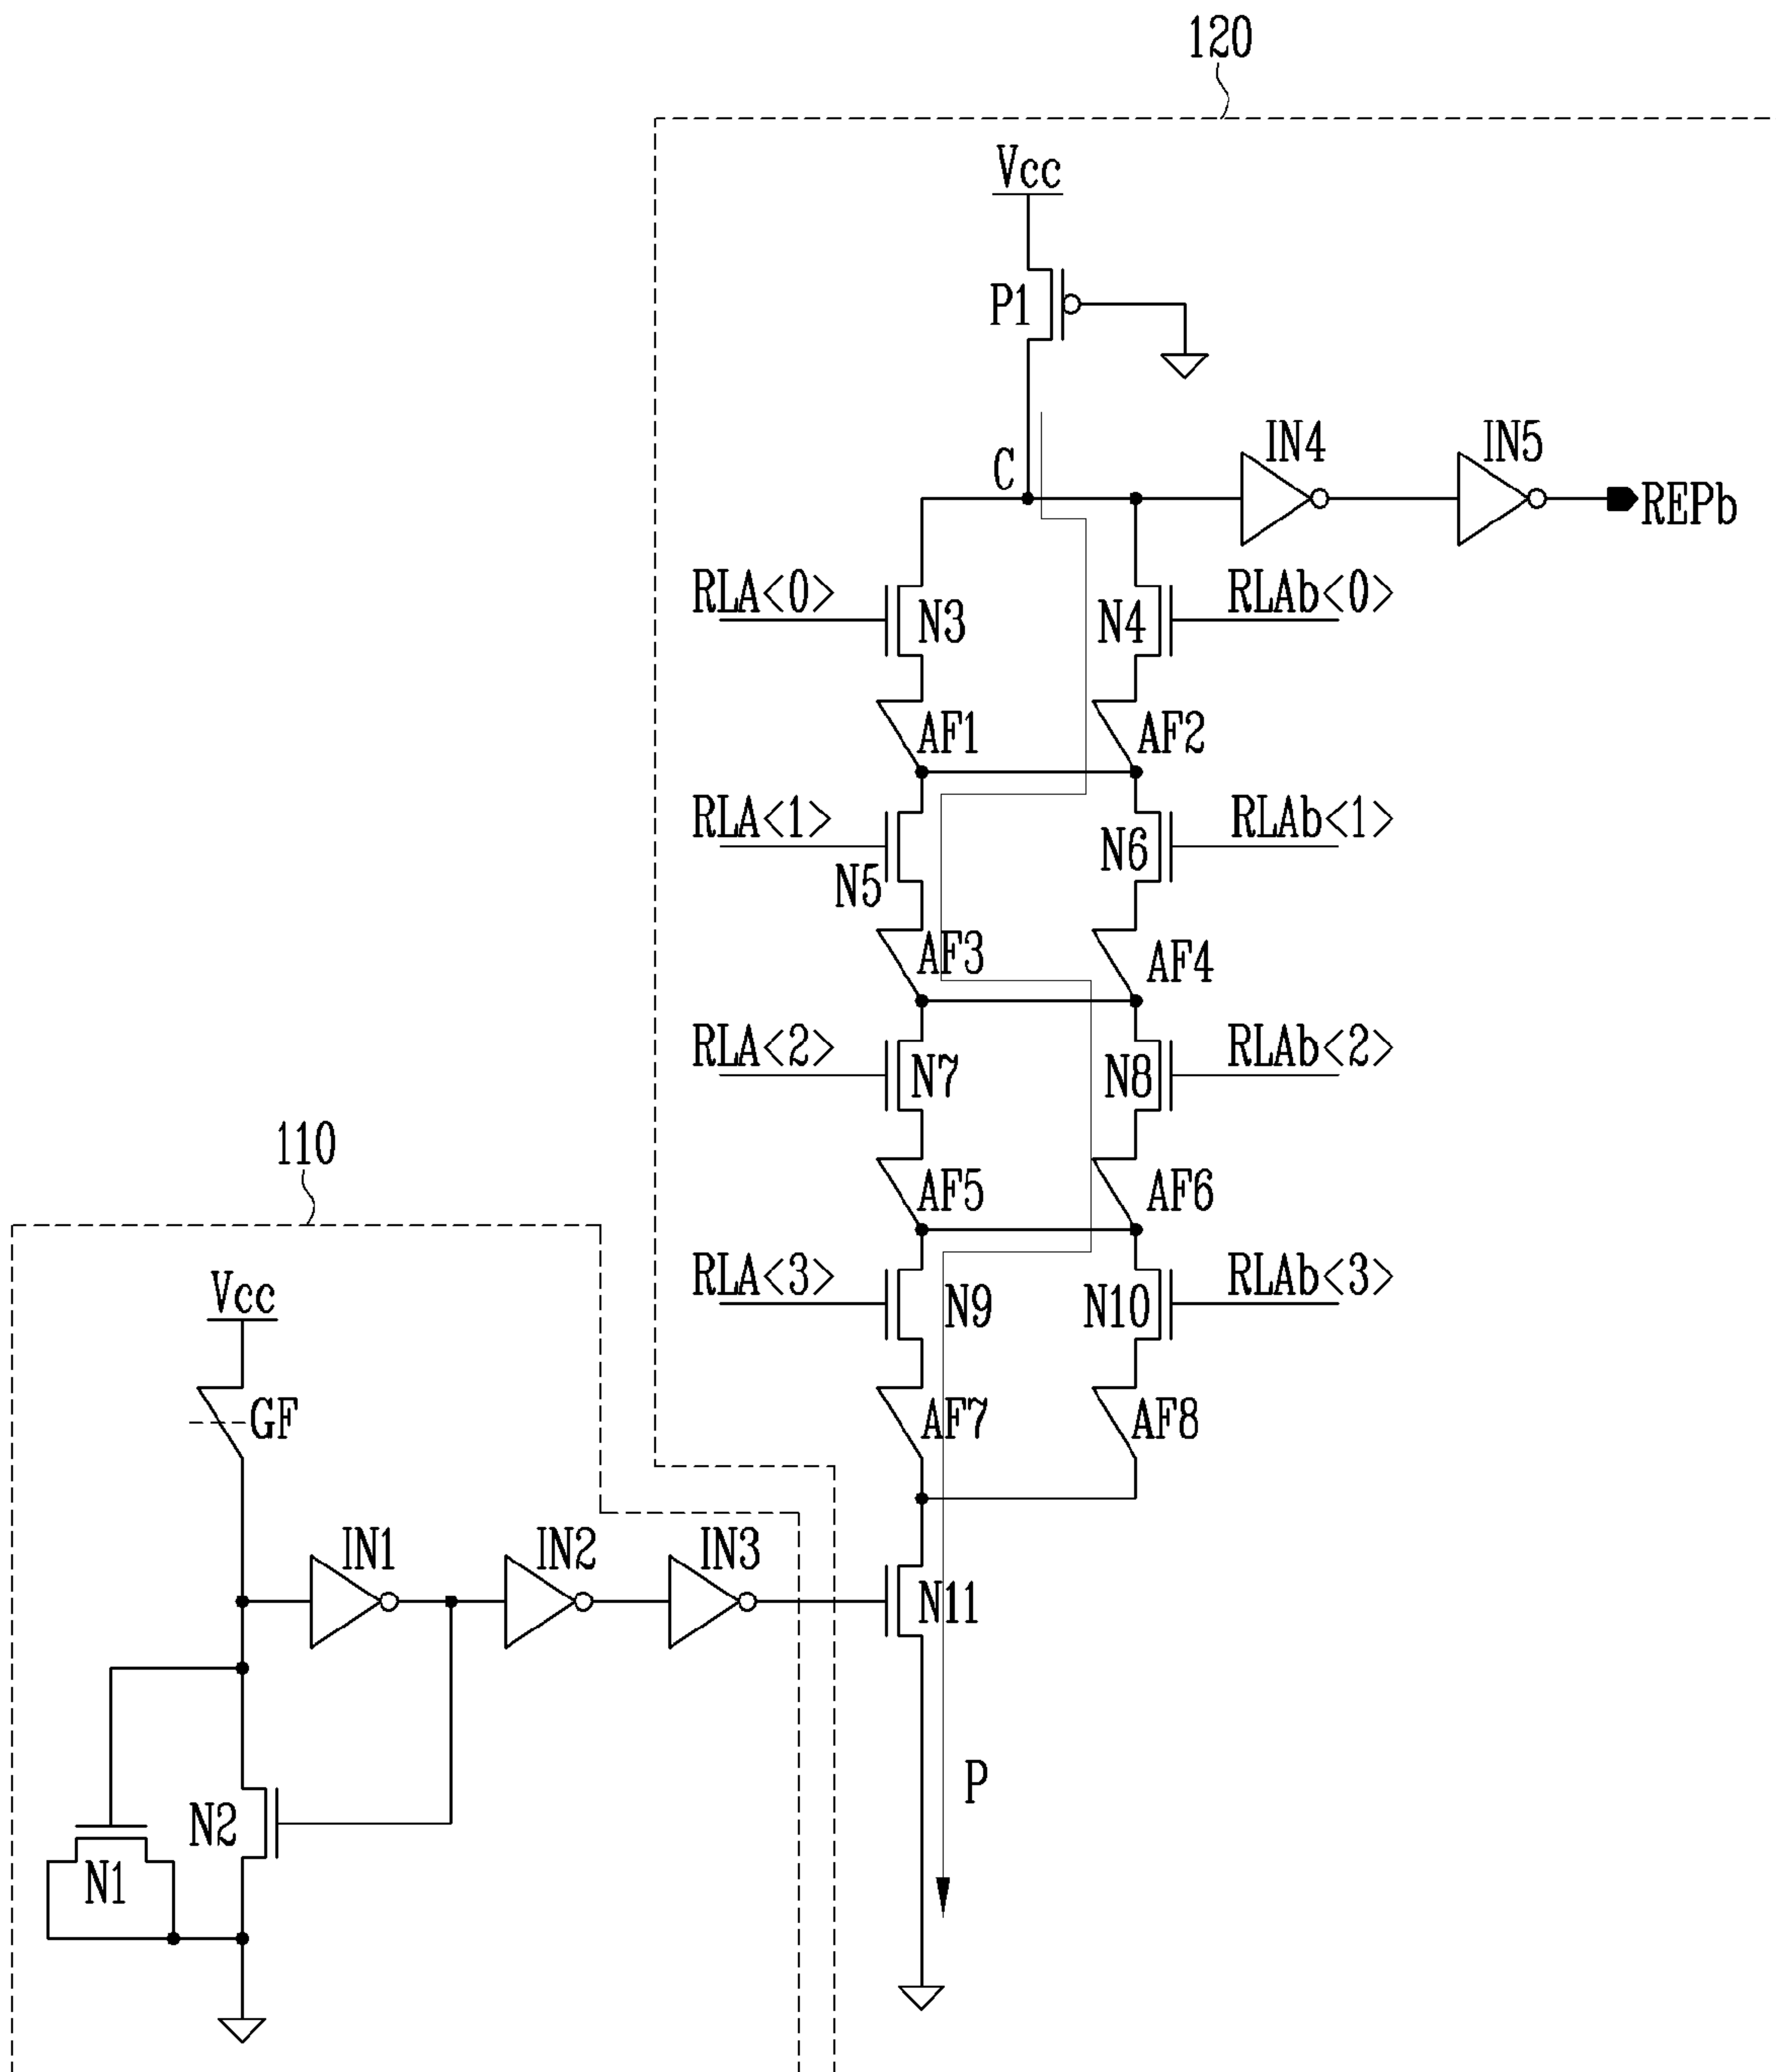 120
Vcc
P1
C
IN4
IN5
REPb
RLA<0>
N3
N4
RLAb<0>
AF1
AF2
RLA<1>
N5
N6
RLAb<1>
AF3
AF4
RLA<2>
N7
N8
RLAb<2>
110
AF5
AF6
RLA<3>
N9
N10
RLAb<3>
Vcc
GF
AF7
AF8
IN1
IN2
IN3
N11
P
N2
N1